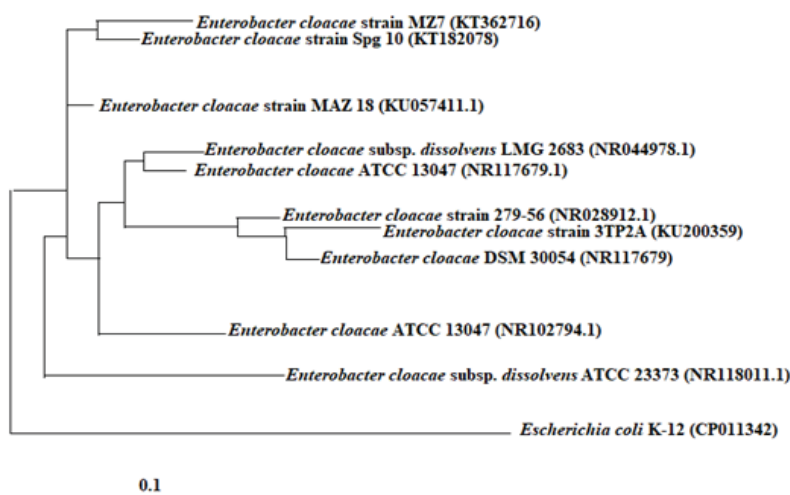 Enterobacter cloacae strain MZ7 (KT362716)
Enterobacter cloacae strain Spg 10 (KT182078)
Enterobacter cloacae strain MAZ 18 (KU057411.1)
Enterobacter cloacae subsp. dissolvens LMG 2683 (NR044978.1)
Enterobacter cloacae ATCC 13047 (NR117679.1)
Enterobacter cloacae strain 279-56 (NR028912.1)
Enterobacter cloacae strain 3TP2A (KU200359)
Enterobacter cloacae DSM 30054 (NR117679)
Enterobacter cloacae ATCC 13047 (NR102794.1)
Enterobacter cloacae subsp. dissolvens ATCC 23373 (NR118011.1)
Escherichia coli K-12 (CP011342)
0.1